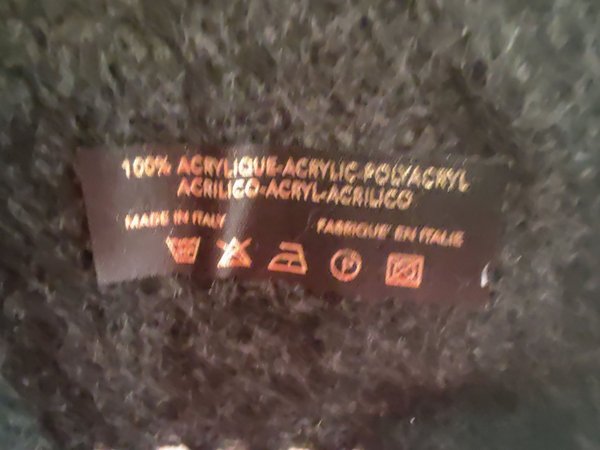 100% ACRYLIQUE-ACRYLIC-POLYACRYL
ACRILICO-ACRYL-ACRILICO
MADE IN ITALY
FABRIQUE' EN ITALIE
P